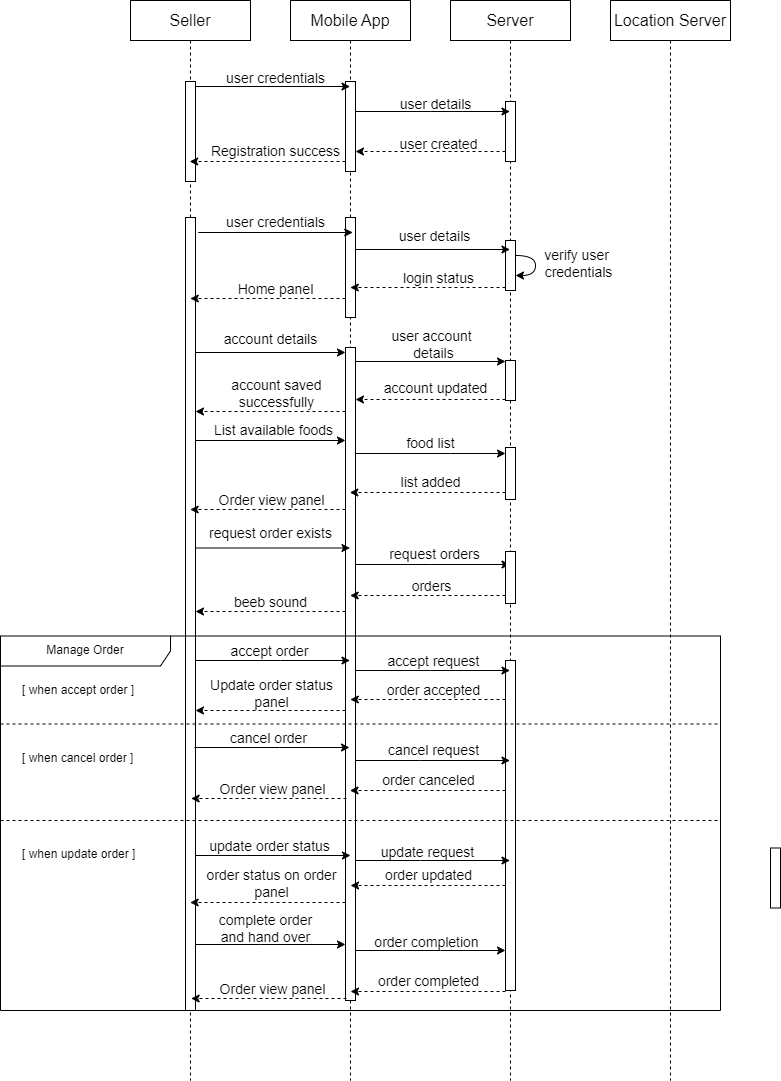 Seller
Mobile App
Server
Location Server
user credentials
user details
user created
Registration success
user credentials
user details
verify user
credentials
login status
Home panel
account details
user account
details
account updated
account saved
successfully
List available foods
food list
list added
Order view panel
request order exists
request orders
orders
beeb sound
Manage Order
accept order
accept request
[ when accept order ]
Update order status
panel
order accepted
cancel order
cancel request
[ when cancel order ]
order canceled
Order view panel
update order status
update request
[ when update order ]
order status on order
panel
order updated
complete order
and hand over
order completion
order completed
Order view panel